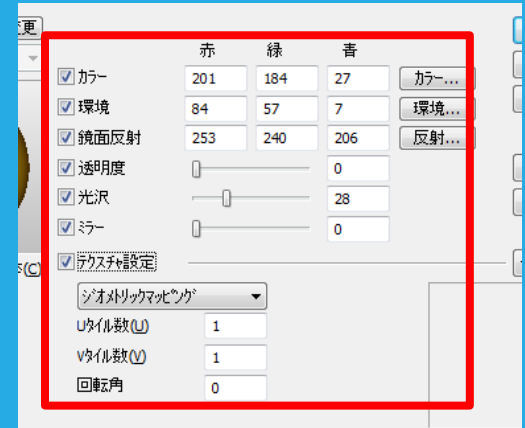 変更
赤 緑 青
カラー 201 184 27 カラー...
環境 84 57 7 環境...
鏡面反射 253 240 206 反射...
透明度 0
光沢 28
ミラー 0
(C) テクスチャ設定
ジオメトリックマッピング
Uタイル数(U) 1
Vタイル数(V) 1
回転角 0